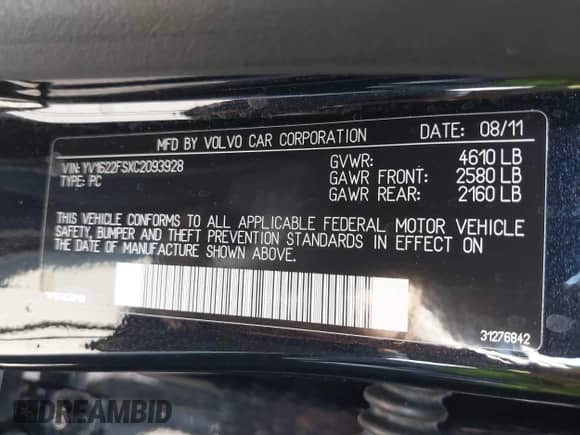 MFD BY VOLVO CAR CORPORATION DATE: 08/11
VIN: YV1622FSXC2093928 GVWR: 4610 LB
TYPE: PC GAWR FRONT: 2580 LB
GAWR REAR: 2160 LB
THIS VEHICLE CONFORMS TO ALL APPLICABLE FEDERAL MOTOR VEHICLE
SAFETY, BUMPER AND THEFT PREVENTION STANDARDS IN EFFECT ON
THE DATE OF MANUFACTURE SHOWN ABOVE.
VOLVO
31276842
DREAMBID